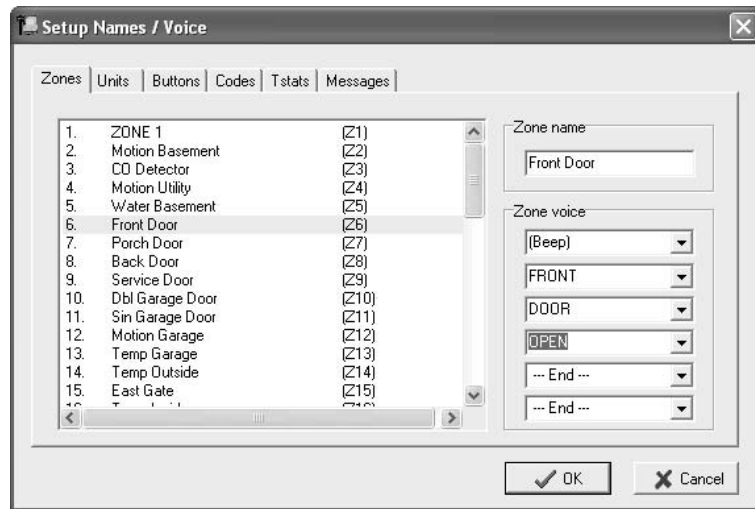 Setup Names / Voice
Zones Units Buttons Codes Tstats Messages
1. ZONE 1 (Z1)
2. Motion Basement (Z2)
3. CO Detector (Z3)
4. Motion Utility (Z4)
5. Water Basement (Z5)
6. Front Door (Z6)
7. Porch Door (Z7)
8. Back Door (Z8)
9. Service Door (Z9)
10. Dbl Garage Door (Z10)
11. Sin Garage Door (Z11)
12. Motion Garage (Z12)
13. Temp Garage (Z13)
14. Temp Outside (Z14)
15. East Gate (Z15)
Zone name
Front Door
Zone voice
(Beep)
FRONT
DOOR
OPEN
--- End ---
--- End ---
OK Cancel